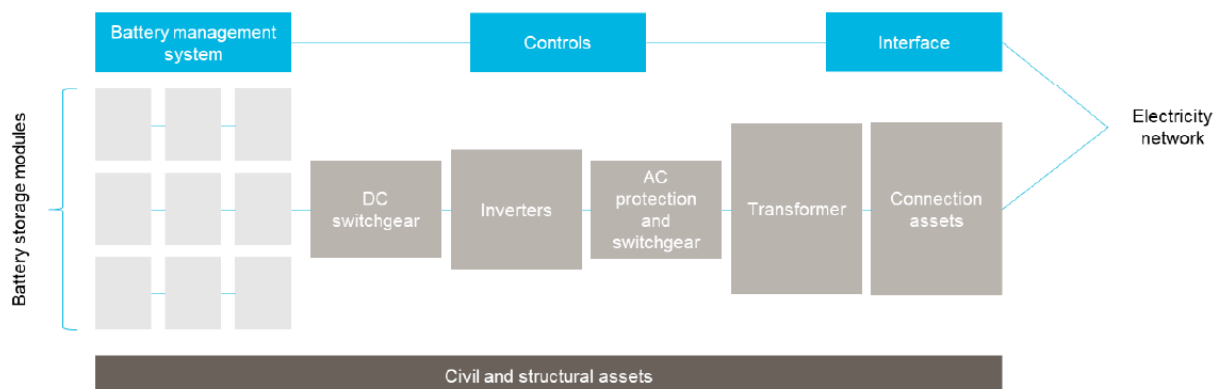 Battery management
system
Controls
Interface
Electricity
network
Battery storage modules
DC
switchgear
Inverters
AC
protection
and
switchgear
Transformer
Connection
assets
Civil and structural assets